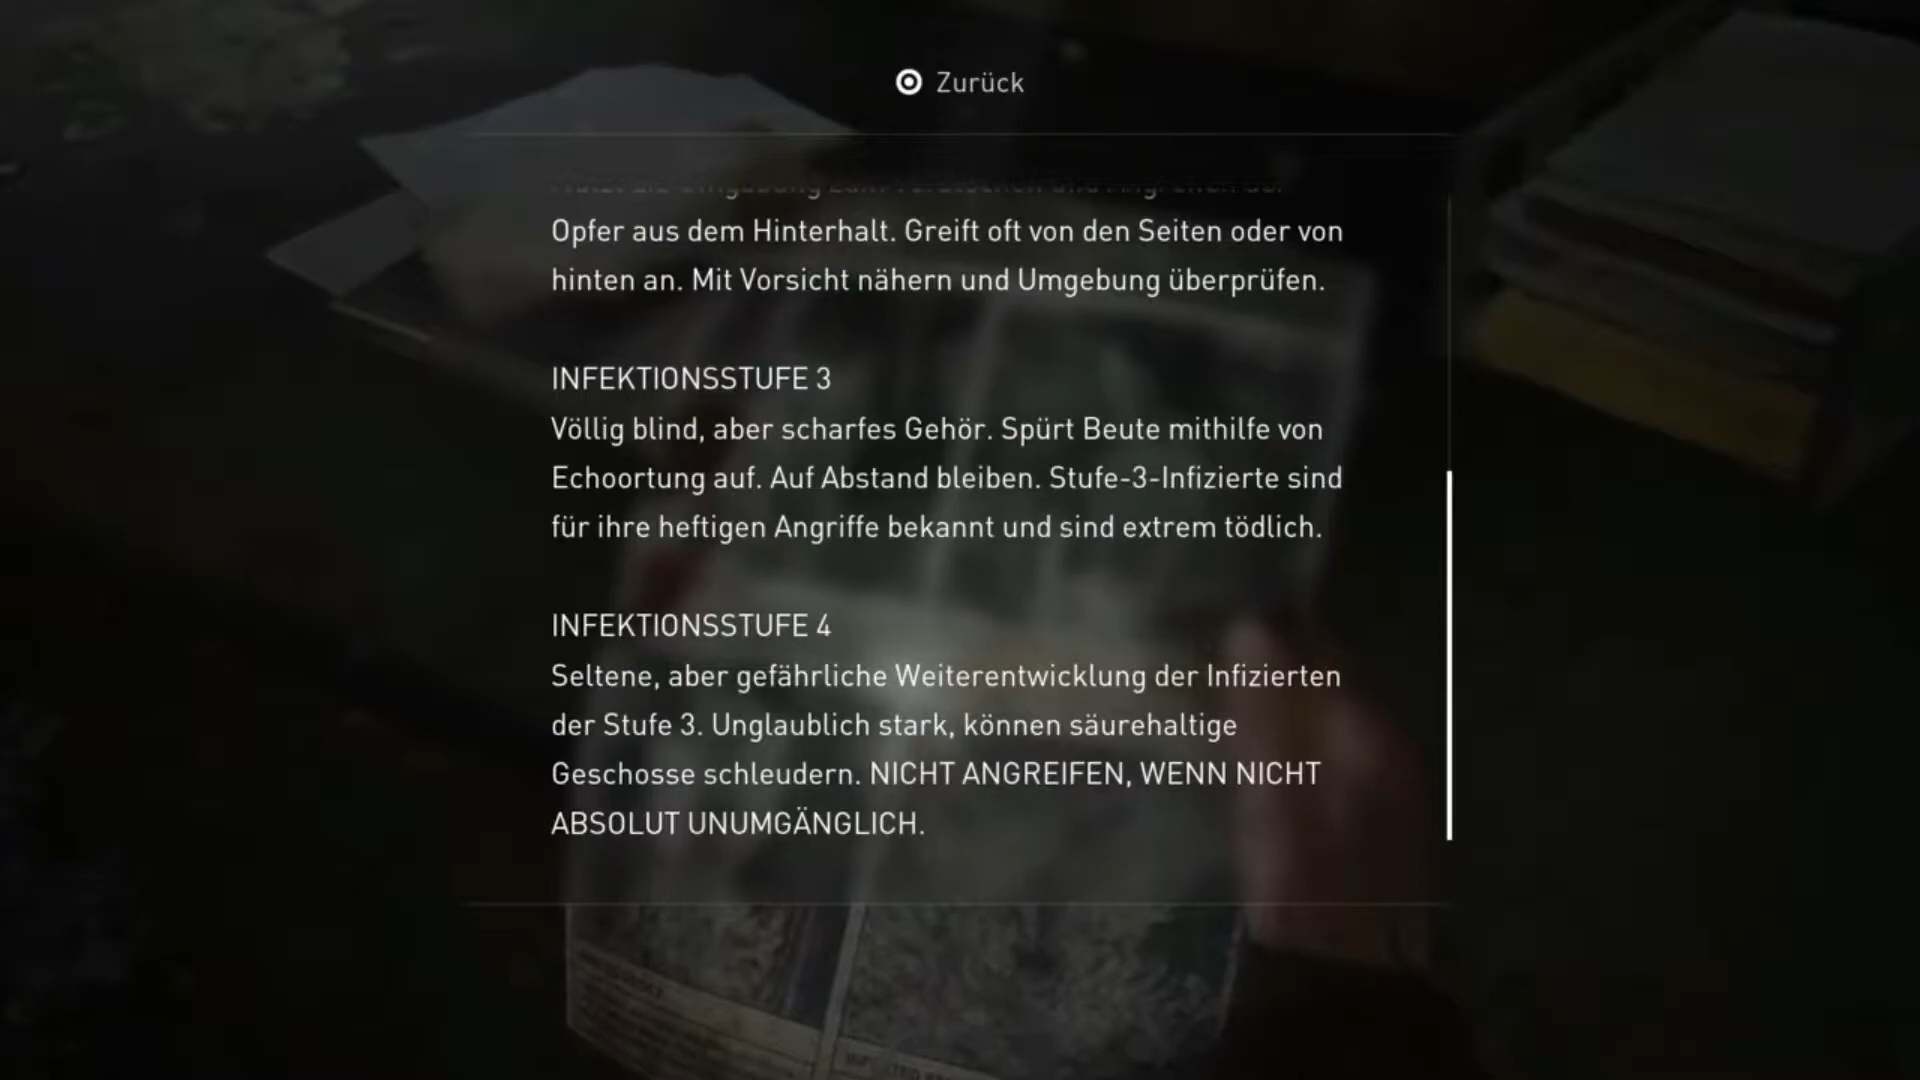 Zurück
Opfer aus dem Hinterhalt. Greift oft von den Seiten oder von
hinten an. Mit Vorsicht nähern und Umgebung überprüfen.
INFEKTIONSSTUFE 3
Völlig blind, aber scharfes Gehör. Spürt Beute mithilfe von
Echoortung auf. Auf Abstand bleiben. Stufe-3-Infizierte sind
für ihre heftigen Angriffe bekannt und sind extrem tödlich.
INFEKTIONSSTUFE 4
Seltene, aber gefährliche Weiterentwicklung der Infizierten
der Stufe 3. Unglaublich stark, können säurehaltige
Geschosse schleudern. NICHT ANGREIFEN, WENN NICHT
ABSOLUT UNUMGÄNGLICH.